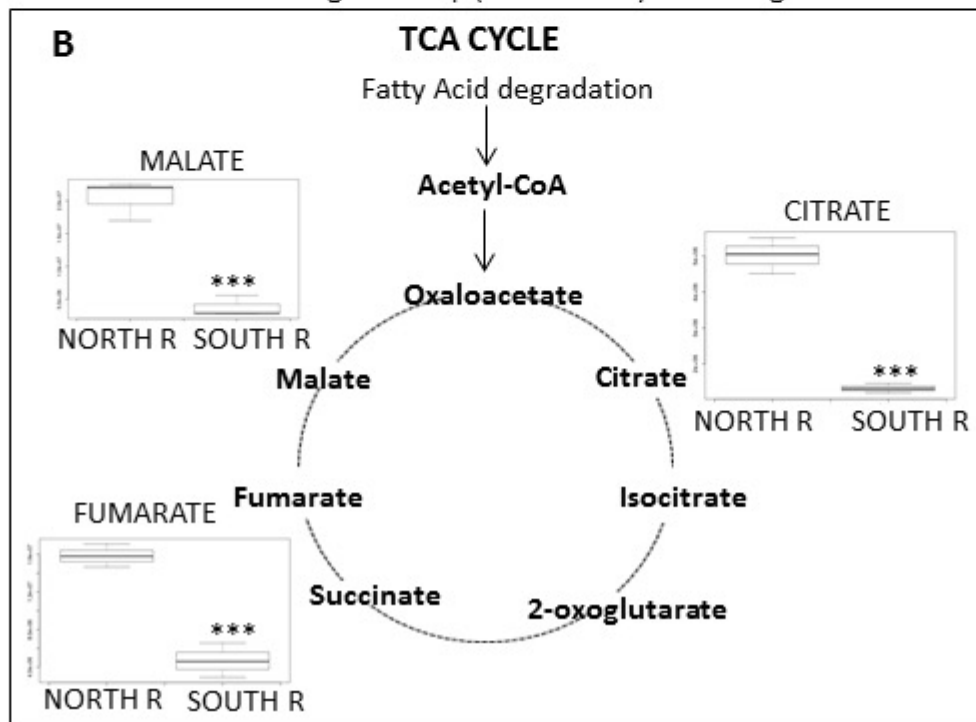 B
TCA CYCLE
Fatty Acid degradation
MALATE
Acetyl-CoA
CITRATE
***
Oxaloacetate
NORTH R SOUTH R
Malate
Citrate
***
NORTH R SOUTH R
Fumarate
Isocitrate
FUMARATE
Succinate
2-oxoglutarate
***
NORTH R SOUTH R